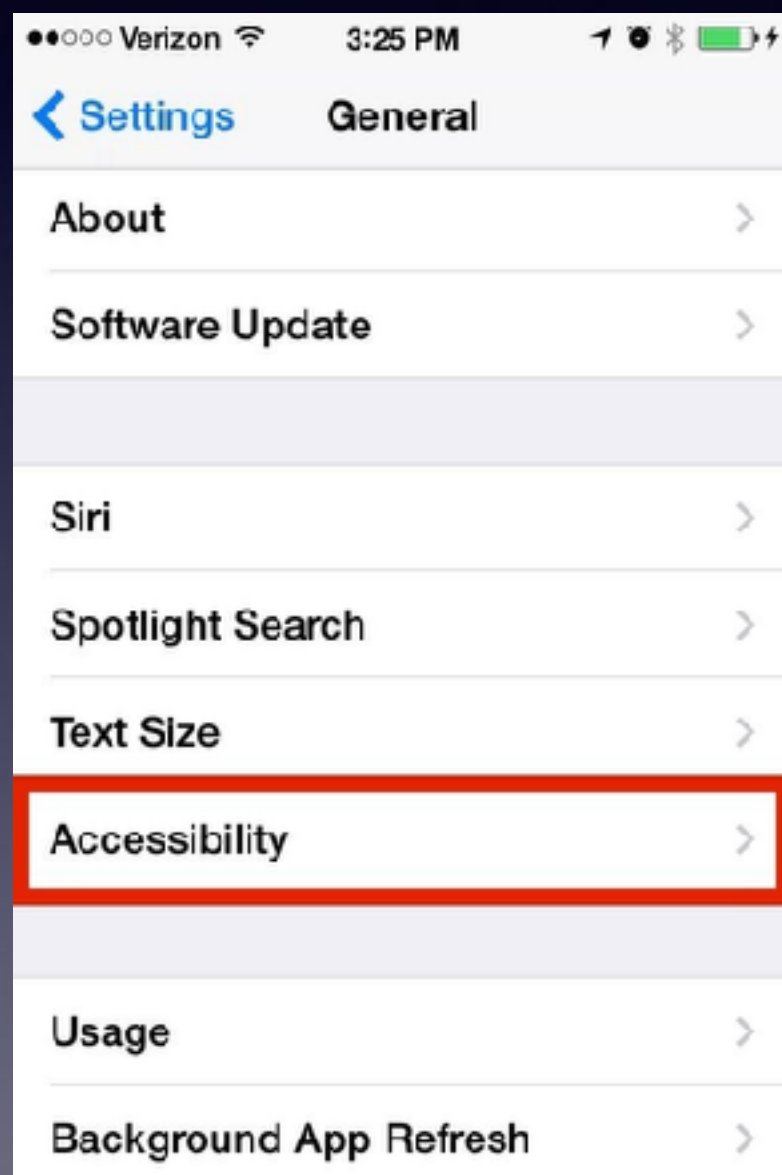 Verizon 3:25 PM
Settings General
About
Software Update
Siri
Spotlight Search
Text Size
Accessibility
Usage
Background App Refresh